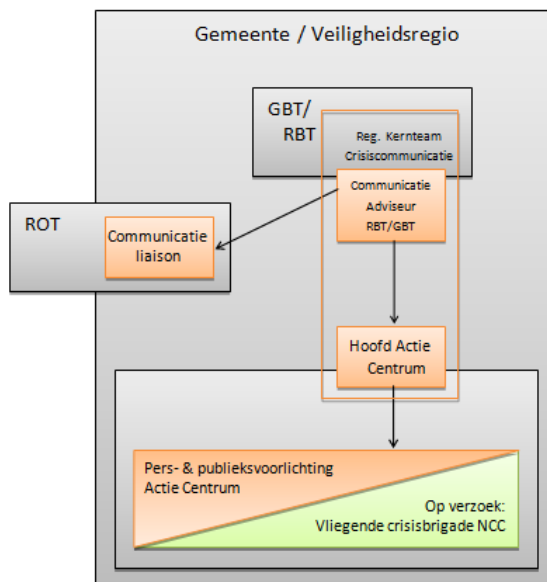 Gemeente / Veiligheidsregio
GBT/
RBT
Reg. Kernteam
Crisiscommunicatie
Communicatie
Adviseur
RBT/GBT
ROT
Communicatie
liaison
Hoofd Actie
Centrum
Pers- & publieksvoorlichting
Actie Centrum
Op verzoek:
Vliegende crisisbrigade NCC